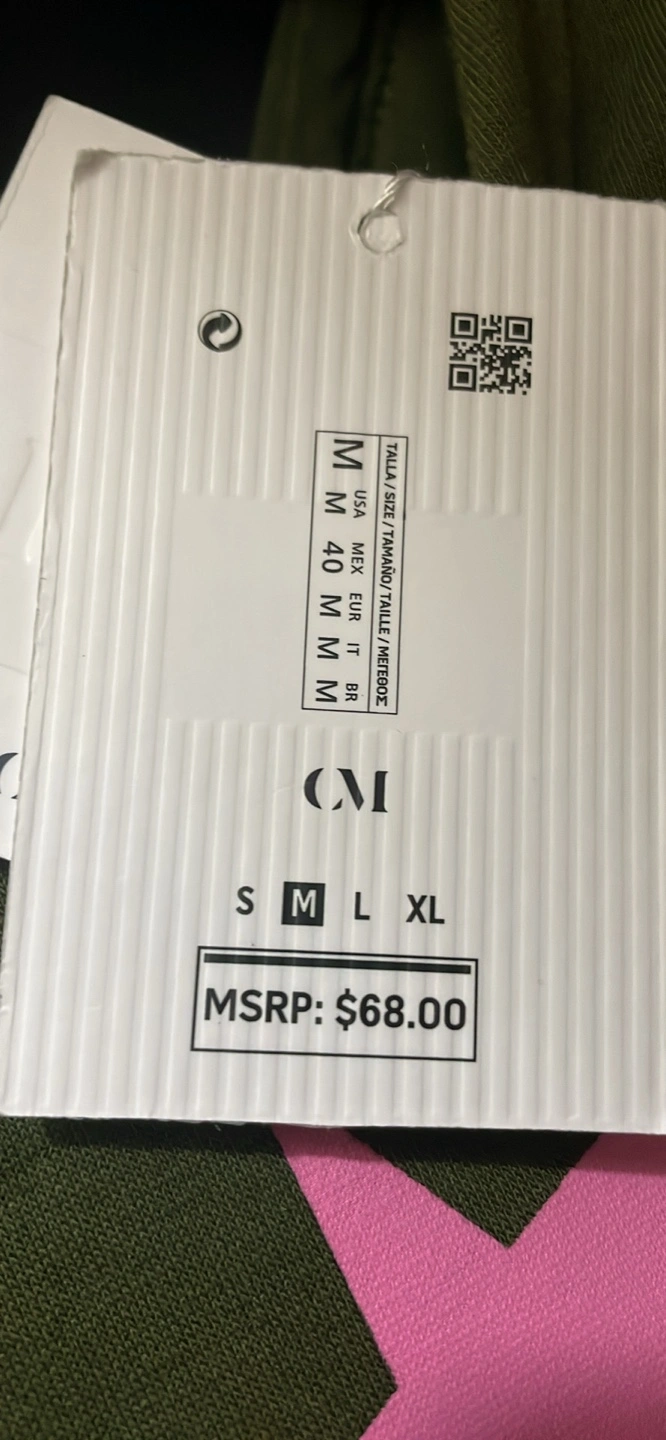 TALLA / SIZE / TAMAÑO/ TAILLE / ΜΕΓΕΘΟΣ
USA MEX EUR IT BR
M M 40 M M M
CM
S M L XL
MSRP: $68.00